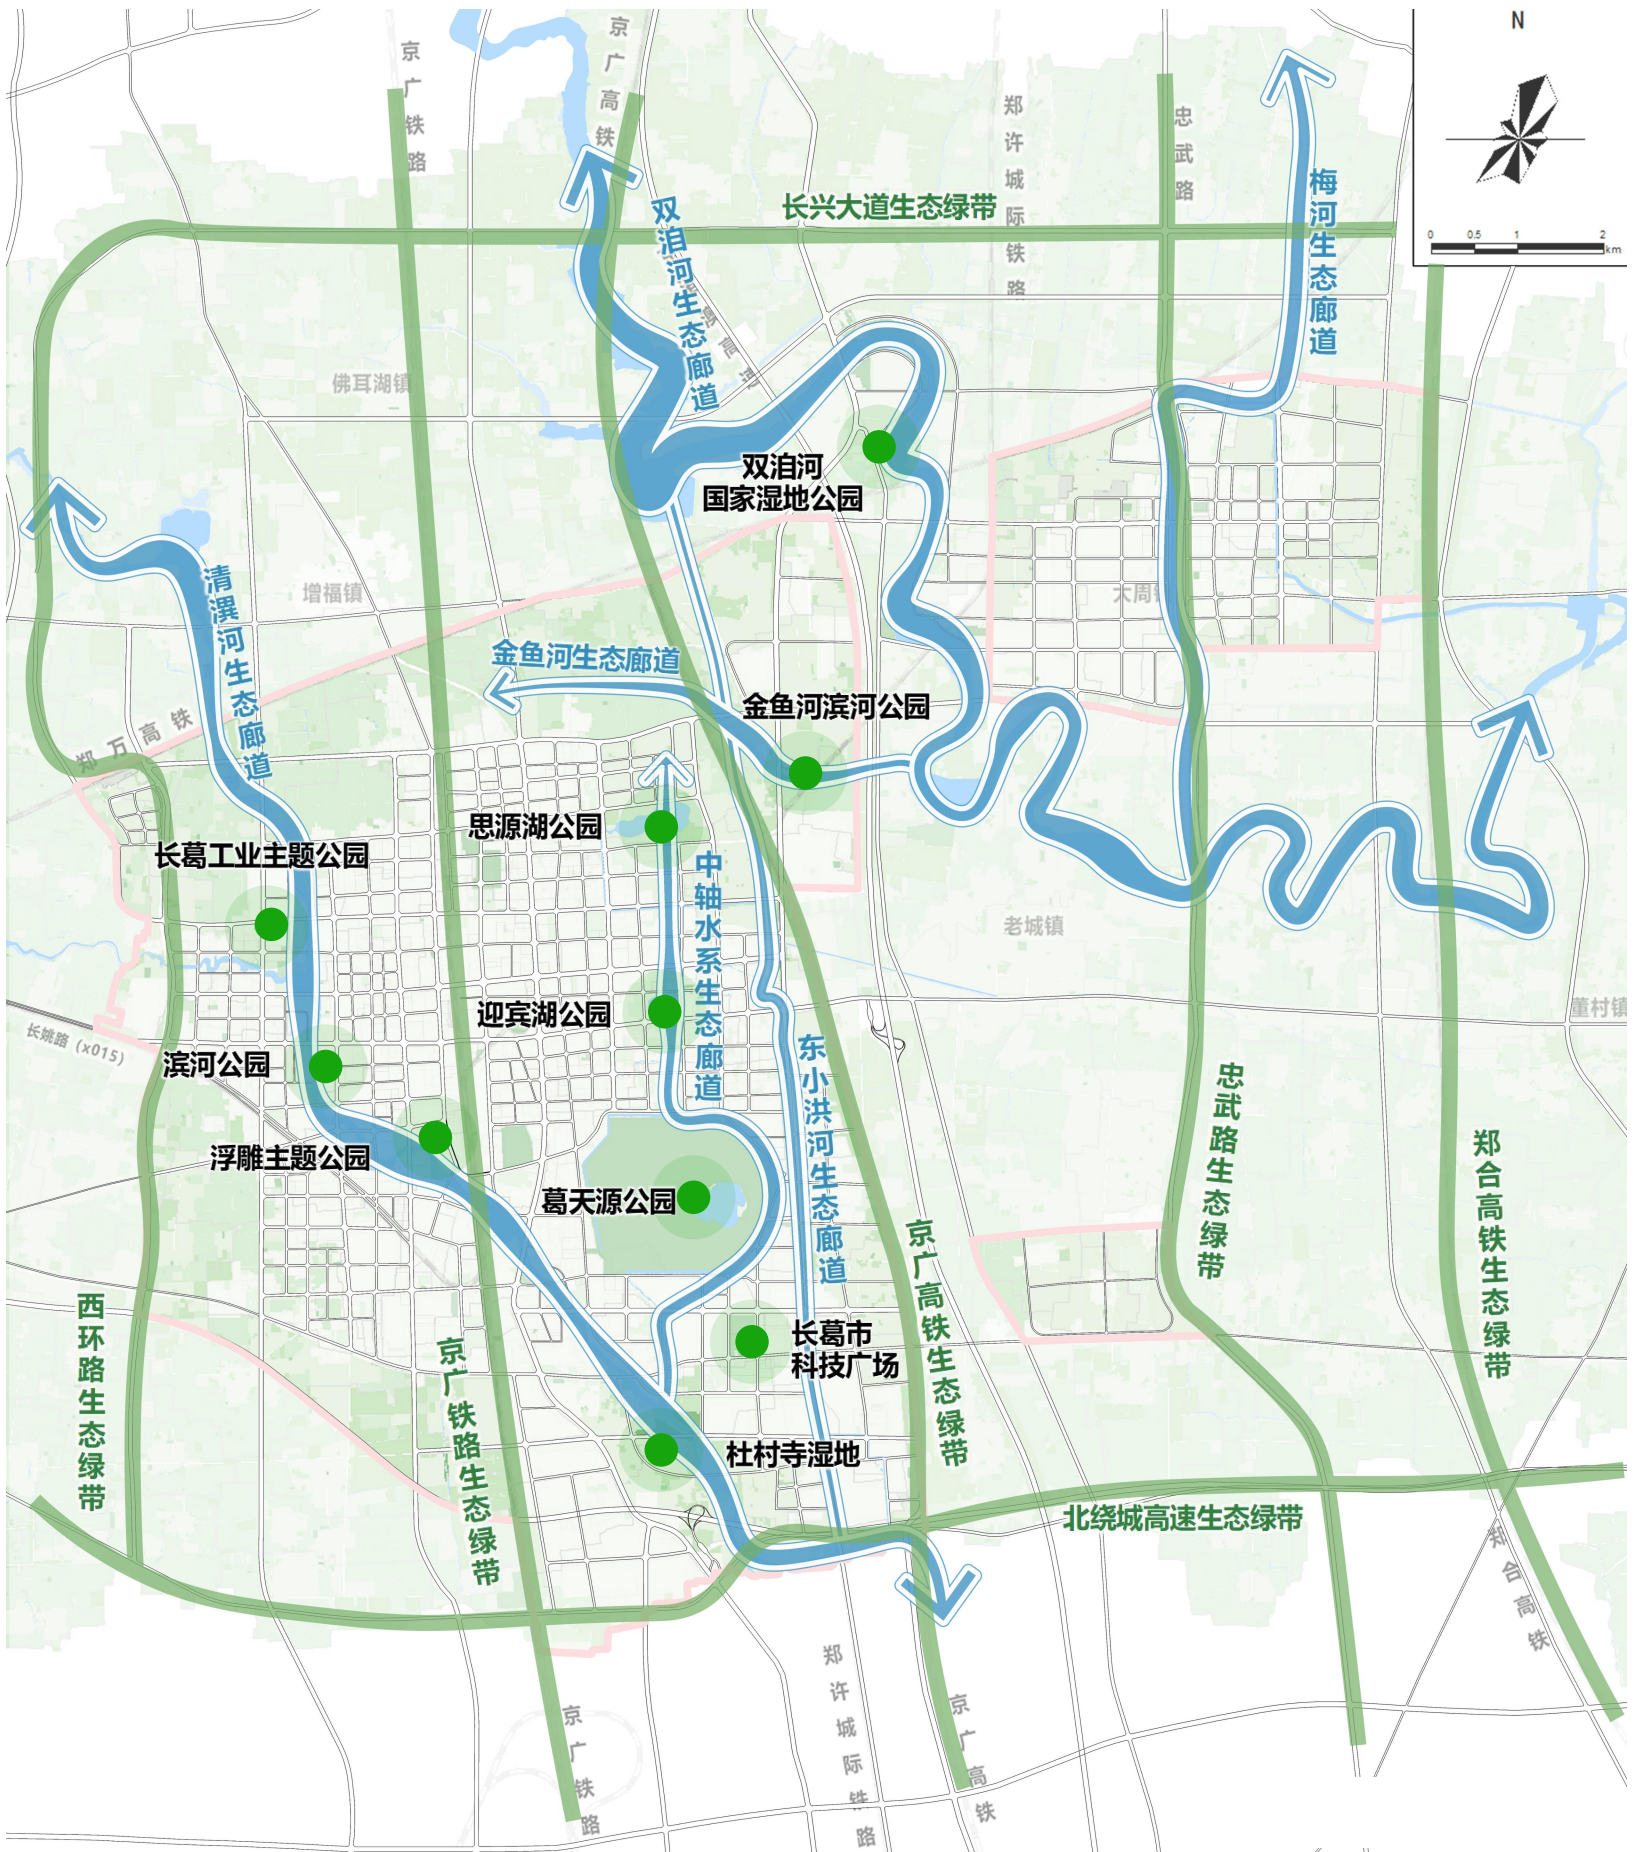 N
0 0.5 1 2
km
京广铁路
京广高铁
郑许城际铁路
忠武路
梅河生态廊道
双洎河生态廊道
长兴大道生态绿带
佛耳湖镇
双洎河
国家湿地公园
清潩河生态廊道
增福镇
大周
金鱼河生态廊道
金鱼河滨河公园
郑万高铁
思源湖公园
长葛工业主题公园
中轴水系生态廊道
老城镇
董村镇
迎宾湖公园
长姚路（x015）
滨河公园
东小洪河生态廊道
忠武路生态绿带
浮雕主题公园
郑合高铁生态绿带
葛天源公园
京广高铁生态绿带
西环路生态绿带
长葛市
科技广场
京广铁路生态绿带
杜村寺湿地
北绕城高速生态绿带
郑合高铁
郑许城际铁路
京广高铁
京广铁路